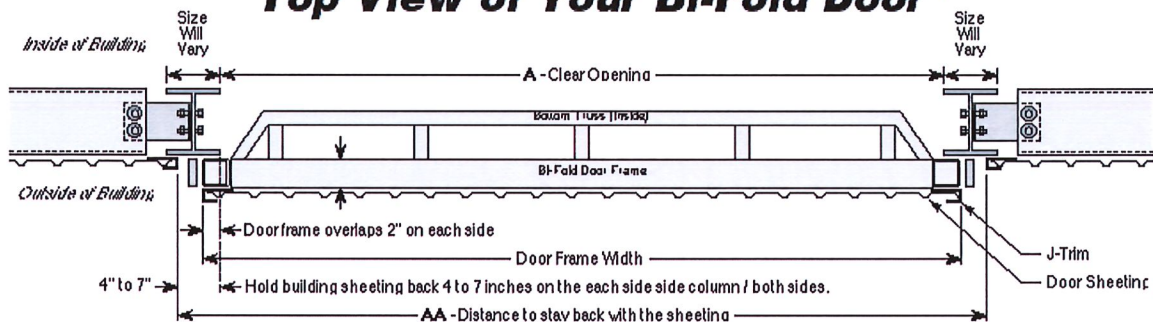 Top View of Your Bi-Fold Door
Size
Will
Vary
Size
Will
Vary
Inside of Building
A - Clear Opening
Bottom Truss (Inside)
Bi-Fold Door Frame
Outside of Building
Doorframe overlaps 2" on each side
Door Frame Width
J-Trim
Door Sheeting
4" to 7"
Hold building sheeting back 4 to 7 inches on the each side side column / both sides.
AA - Distance to stay back with the sheeting